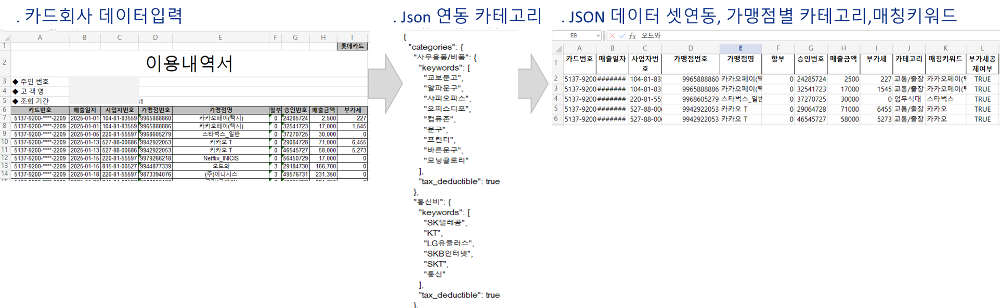 . 카드회사 데이터입력
A B C D E F G H I
1 롯데카드
2 이용내역서
3 ◆ 주민 번호
4 ◆ 고 객 명
5 ◆ 조회 기간
6 카드번호 매출일자 사업자번호 가맹점번호 가맹점명 할부 승인번호 매출금액 부가세
7 5137-9200-****-2209 2025-01-01 104-81-83559 9965888860 카카오페이(택시) 0 24285724 2,500 227
8 5137-9200-****-2209 2025-01-01 104-81-83559 9965888886 카카오페이(택시) 0 32541723 17,000 1,545
9 5137-9200-****-2209 2025-01-05 220-81-55597 9968605279 스타벅스_일반 0 37270725 30,000 0
10 5137-9200-****-2209 2025-01-13 527-88-00686 9942922053 카카오 T 0 29064728 71,000 6,455
11 5137-9200-****-2209 2025-01-13 527-88-00686 9942922053 카카오 T 0 46545727 58,000 5,273
12 5137-9200-****-2209 2025-01-15 220-81-55597 9979266218 Netflix_INICIS 0 56450729 17,000 0
13 5137-9200-****-2209 2025-01-15 815-81-00527 9944877339 오드와 3 29184730 166,700 0
14 5137-9200-****-2209 2025-01-18 220-81-55597 9873394076 (주)이니시스 3 49576731 231,350 0
. Json 연동 카테고리
{
"categories": {
"사무용품/비품": {
"keywords": [
"교보문고",
"알파문구",
"샤피오피스",
"오피스디포",
"컴퓨존",
"문구",
"프린터",
"바른문구",
"모닝글로리"
],
"tax_deductible": true
},
"통신비": {
"keywords": [
"SK텔레콤",
"KT",
"LG유플러스",
"SKB인터넷",
"SKT",
"통신"
],
"tax_deductible": true
},
. JSON 데이터 셋연동, 가맹점별 카테고리,매칭키워드
E8 fx 오드와
A B C D E F G H I J K L
1 카드번호 매출일자 사업자번호 가맹점번호 가맹점명 할부 승인번호 매출금액 부가세 카테고리 매칭키워드 부가세공제여부
2 5137-9200 ####### 104-81-835 9965888860 카카오페이(택 0 24285724 2500 227 교통/출장 카카오페이(택 TRUE
3 5137-9200 ####### 104-81-835 9965888886 카카오페이(택 0 32541723 17000 1545 교통/출장 카카오페이(택 TRUE
4 5137-9200 ####### 220-81-555 9968605279 스타벅스_일반 0 37270725 30000 0 업무식대 스타벅스 TRUE
5 5137-9200 ####### 527-88-006 9942922053 카카오 T 0 29064728 71000 6455 교통/출장 카카오 TRUE
6 5137-9200 ####### 527-88-006 9942922053 카카오 T 0 46545727 58000 5273 교통/출장 카카오 TRUE